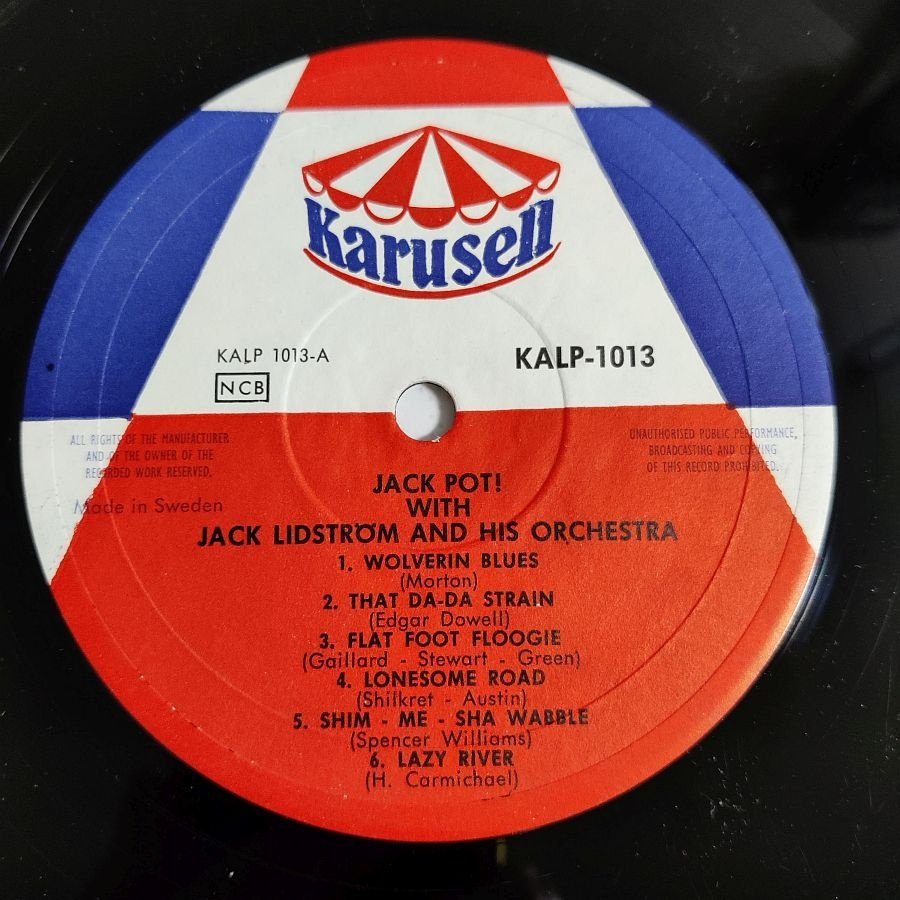 Karusell
KALP 1013-A
KALP-1013
NCB
ALL RIGHTS OF THE MANUFACTURER
AND OF THE OWNER OF THE
RECORDED WORK RESERVED.
UNAUTHORISED PUBLIC PERFORMANCE,
BROADCASTING AND COPYING
OF THIS RECORD PROHIBITED.
Made in Sweden
JACK POT!
WITH
JACK LIDSTRÖM AND HIS ORCHESTRA
1. WOLVERIN BLUES
(Morton)
2. THAT DA-DA STRAIN
(Edgar Dowell)
3. FLAT FOOT FLOOGIE
(Gaillard - Stewart - Green)
4. LONESOME ROAD
(Shilkret - Austin)
5. SHIM - ME - SHA WABBLE
(Spencer Williams)
6. LAZY RIVER
(H. Carmichael)